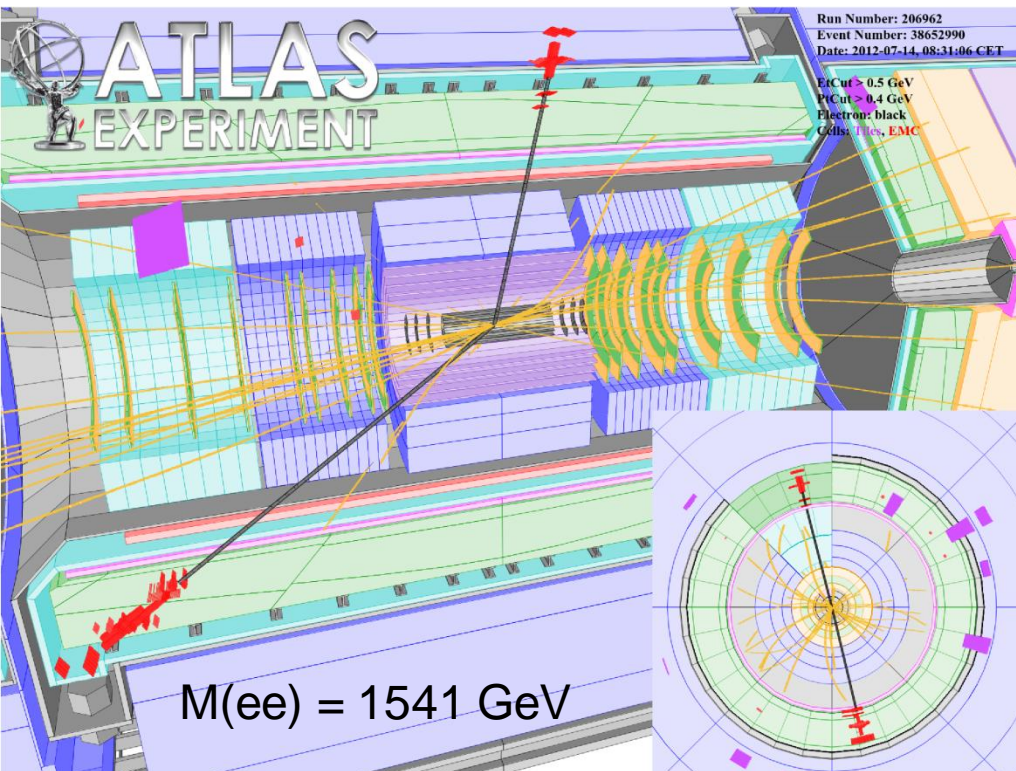 ATLAS
EXPERIMENT
Run Number: 206962
Event Number: 38652990
Date: 2012-07-14, 08:31:06 CET
EtCut > 0.5 GeV
PtCut > 0.4 GeV
Electron: black
Cells: Tiles, EMC
M(ee) = 1541 GeV